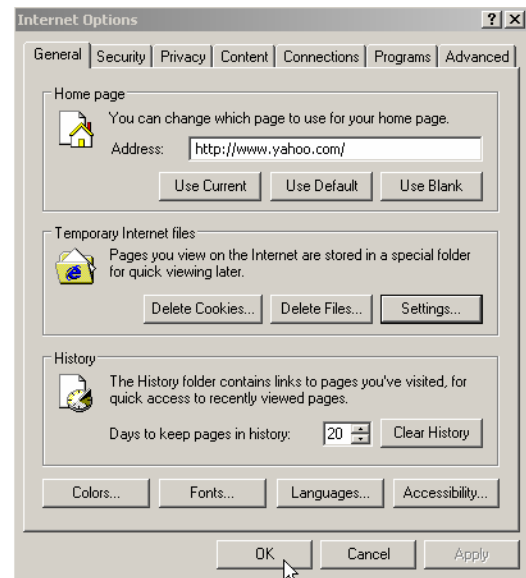 Internet Options
General Security Privacy Content Connections Programs Advanced
Home page
You can change which page to use for your home page.
Address: http://www.yahoo.com/
Use Current Use Default Use Blank
Temporary Internet files
Pages you view on the Internet are stored in a special folder
for quick viewing later.
Delete Cookies... Delete Files... Settings...
History
The History folder contains links to pages you've visited, for
quick access to recently viewed pages.
Days to keep pages in history: 20 Clear History
Colors... Fonts... Languages... Accessibility...
OK Cancel Apply